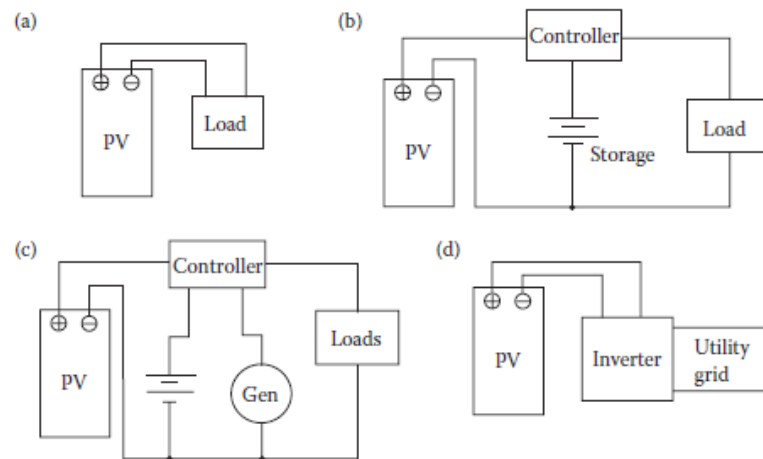 (a)
⊕ ⊖
PV
Load
(b)
Controller
⊕ ⊖
PV
Storage
Load
(c)
Controller
⊕ ⊖
PV
Gen
Loads
(d)
⊕ ⊖
PV
Inverter
Utility
grid